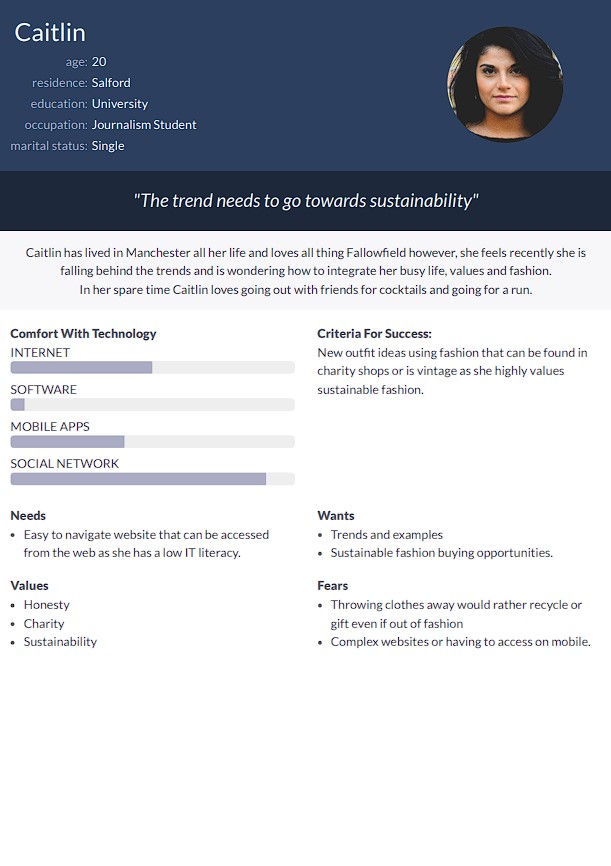 Caitlin
age: 20
residence: Salford
education: University
occupation: Journalism Student
marital status: Single
"The trend needs to go towards sustainability"
Caitlin has lived in Manchester all her life and loves all thing Fallowfield however, she feels recently she is
falling behind the trends and is wondering how to integrate her busy life, values and fashion.
In her spare time Caitlin loves going out with friends for cocktails and going for a run.
Comfort With Technology
INTERNET
SOFTWARE
MOBILE APPS
SOCIAL NETWORK
Criteria For Success:
New outfit ideas using fashion that can be found in
charity shops or is vintage as she highly values
sustainable fashion.
Needs
• Easy to navigate website that can be accessed
from the web as she has a low IT literacy.
Wants
• Trends and examples
• Sustainable fashion buying opportunities.
Values
• Honesty
• Charity
• Sustainability
Fears
• Throwing clothes away would rather recycle or
gift even if out of fashion
• Complex websites or having to access on mobile.